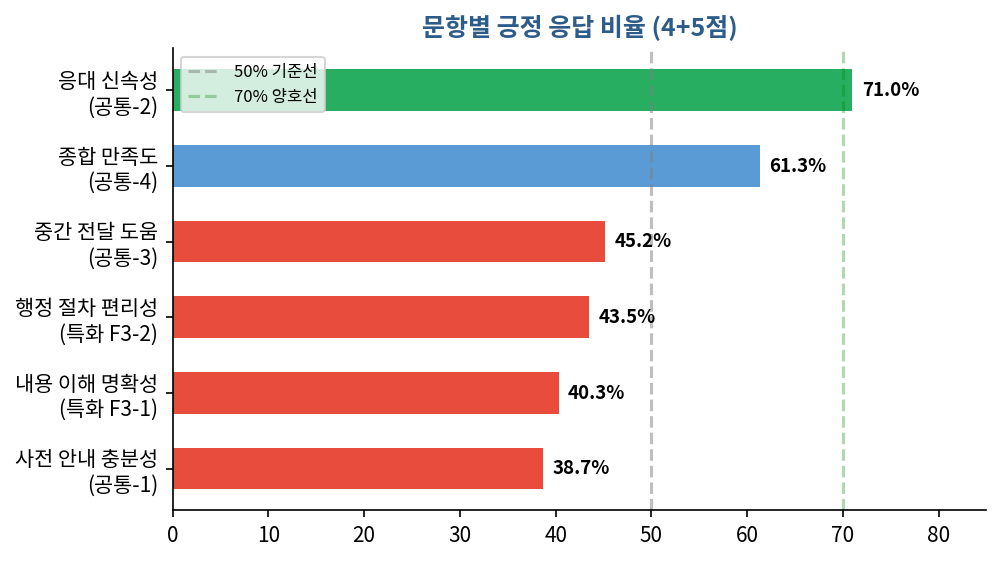 문항별 긍정 응답 비율 (4+5점)
50% 기준선
70% 양호선
응대 신속성
(공통-2)
71.0%
종합 만족도
(공통-4)
61.3%
중간 전달 도움
(공통-3)
45.2%
행정 절차 편리성
(특화 F3-2)
43.5%
내용 이해 명확성
(특화 F3-1)
40.3%
사전 안내 충분성
(공통-1)
38.7%
0 10 20 30 40 50 60 70 80